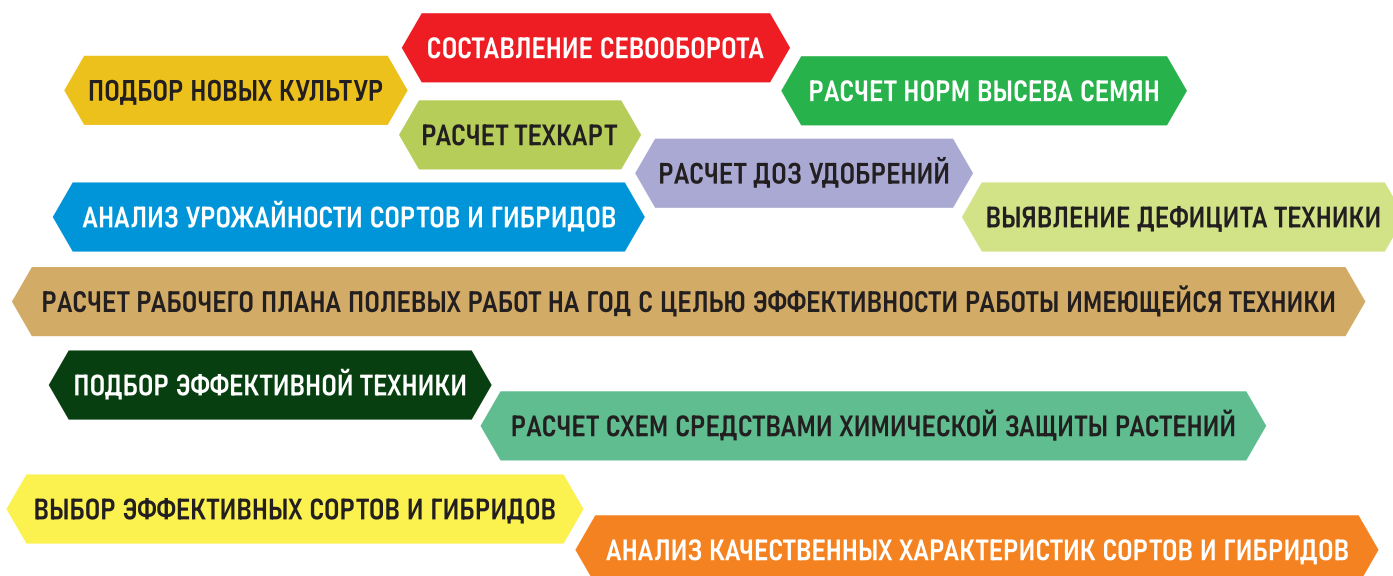 СОСТАВЛЕНИЕ СЕВООБОРОТА
ПОДБОР НОВЫХ КУЛЬТУР
РАСЧЕТ НОРМ ВЫСЕВА СЕМЯН
РАСЧЕТ ТЕХКАРТ
РАСЧЕТ ДОЗ УДОБРЕНИЙ
АНАЛИЗ УРОЖАЙНОСТИ СОРТОВ И ГИБРИДОВ
ВЫЯВЛЕНИЕ ДЕФИЦИТА ТЕХНИКИ
РАСЧЕТ РАБОЧЕГО ПЛАНА ПОЛЕВЫХ РАБОТ НА ГОД С ЦЕЛЬЮ ЭФФЕКТИВНОСТИ РАБОТЫ ИМЕЮЩЕЙСЯ ТЕХНИКИ
ПОДБОР ЭФФЕКТИВНОЙ ТЕХНИКИ
РАСЧЕТ СХЕМ СРЕДСТВАМИ ХИМИЧЕСКОЙ ЗАЩИТЫ РАСТЕНИЙ
ВЫБОР ЭФФЕКТИВНЫХ СОРТОВ И ГИБРИДОВ
АНАЛИЗ КАЧЕСТВЕННЫХ ХАРАКТЕРИСТИК СОРТОВ И ГИБРИДОВ